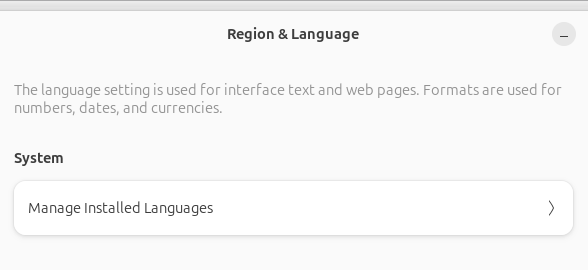 Region & Language
The language setting is used for interface text and web pages. Formats are used for
numbers, dates, and currencies.
System
Manage Installed Languages